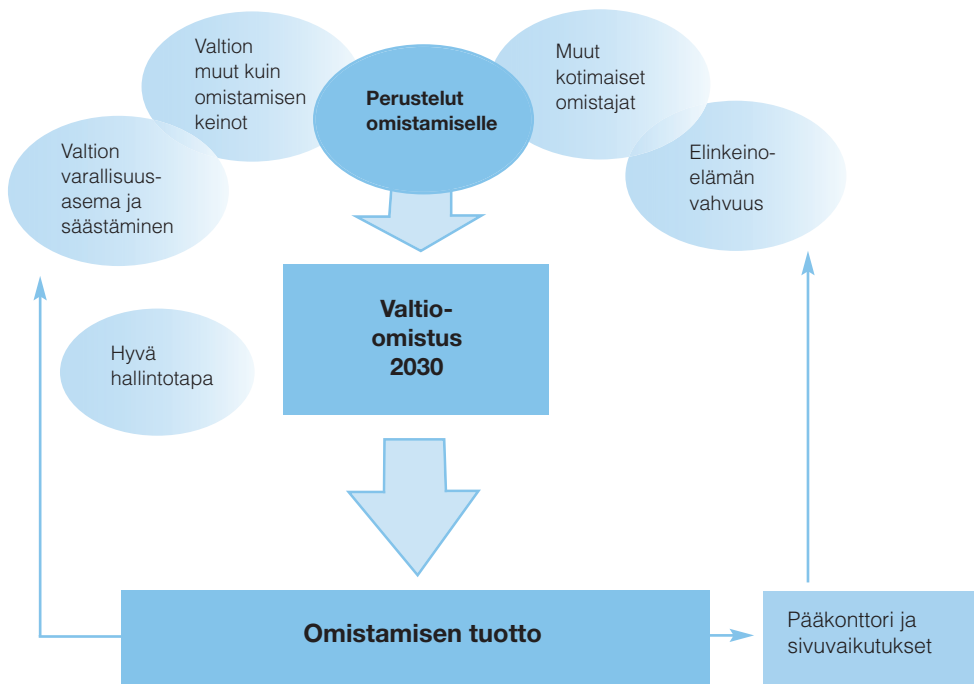 Valtion
muut kuin
omistamisen
keinot
Perustelut
omistamiselle
Muut
kotimaiset
omistajat
Valtion
varallisuus-
asema ja
säästäminen
Elinkeino-
elämän
vahvuus
Valtio-
omistus
2030
Hyvä
hallintotapa
Omistamisen tuotto
Pääkonttori ja
sivuvaikutukset